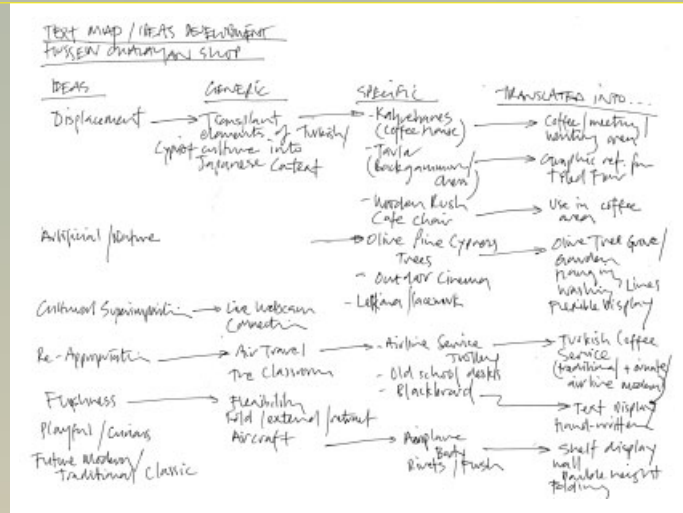 TEXT MAP / IDEAS DEVELOPMENT
HUSSEIN CHALAYAN SHOP
IDEAS
GENERIC
SPECIFIC
TRANSLATED INTO...
Displacement
Transplant
elements of Turkish/
Cypriot culture into
Japanese Context
- Kahvehanes
(Coffee House)
Coffee/meeting/
waiting area
- Tavla
(Backgammon/
Graphic ref. for
Tiled Floor
- Wooden Rush
Cafe chair
Use in coffee
area
Artificial/Nature
- Olive Pine Cypress
Trees
- Outdoor Cinema
Olive Tree Grove/
Garden
Hanging
Washing Lines
Flexible Display
Cultural Superimposition
Live Webcam
Connection
- / lacework
Re-Appropriation
Air Travel
The Classroom
- Airline Service
Trolley
- Old school desks
- Blackboard
Turkish Coffee
Service
(traditional + ornate/
airline modern)
Text Display
hand-written
Flexibility
Fold/extend/retract
Aircraft
Playful/Curious
Future Modern/
Traditional Classic
Aeroplane
Body
Rivets/Flush
Shelf display
wall
Double height
Folding